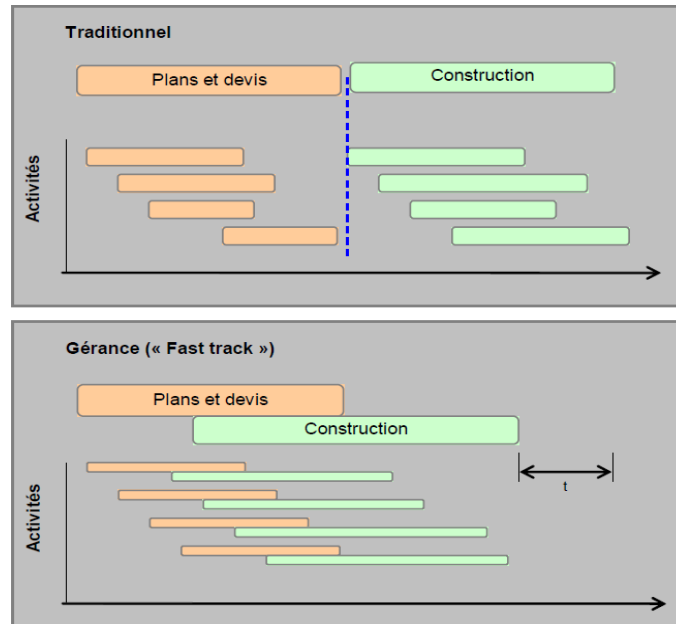 Traditionnel
Plans et devis
Construction
Activités
Gérance (« Fast track »)
Plans et devis
Construction
t
Activités